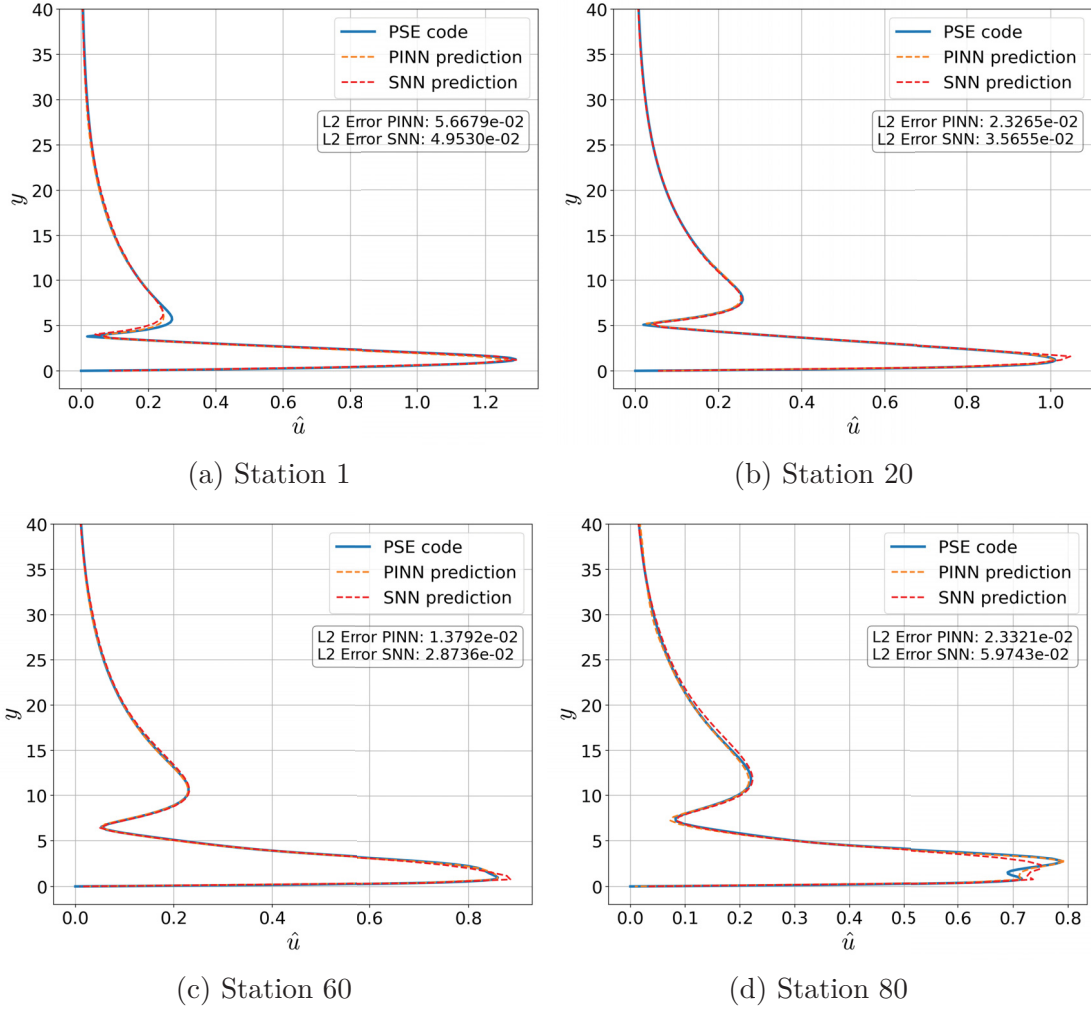 40
35
30
25
20
15
10
5
0
y
0.0 0.2 0.4 0.6 0.8 1.0 1.2
û
PSE code
PINN prediction
SNN prediction
L2 Error PINN: 5.6679e-02
L2 Error SNN: 4.9530e-02
(a) Station 1
40
35
30
25
20
15
10
5
0
y
0.0 0.2 0.4 0.6 0.8 1.0
û
PSE code
PINN prediction
SNN prediction
L2 Error PINN: 2.3265e-02
L2 Error SNN: 3.5655e-02
(b) Station 20
40
35
30
25
20
15
10
5
0
y
0.0 0.2 0.4 0.6 0.8
û
PSE code
PINN prediction
SNN prediction
L2 Error PINN: 1.3792e-02
L2 Error SNN: 2.8736e-02
(c) Station 60
40
35
30
25
20
15
10
5
0
y
0.0 0.1 0.2 0.3 0.4 0.5 0.6 0.7 0.8
û
PSE code
PINN prediction
SNN prediction
L2 Error PINN: 2.3321e-02
L2 Error SNN: 5.9743e-02
(d) Station 80